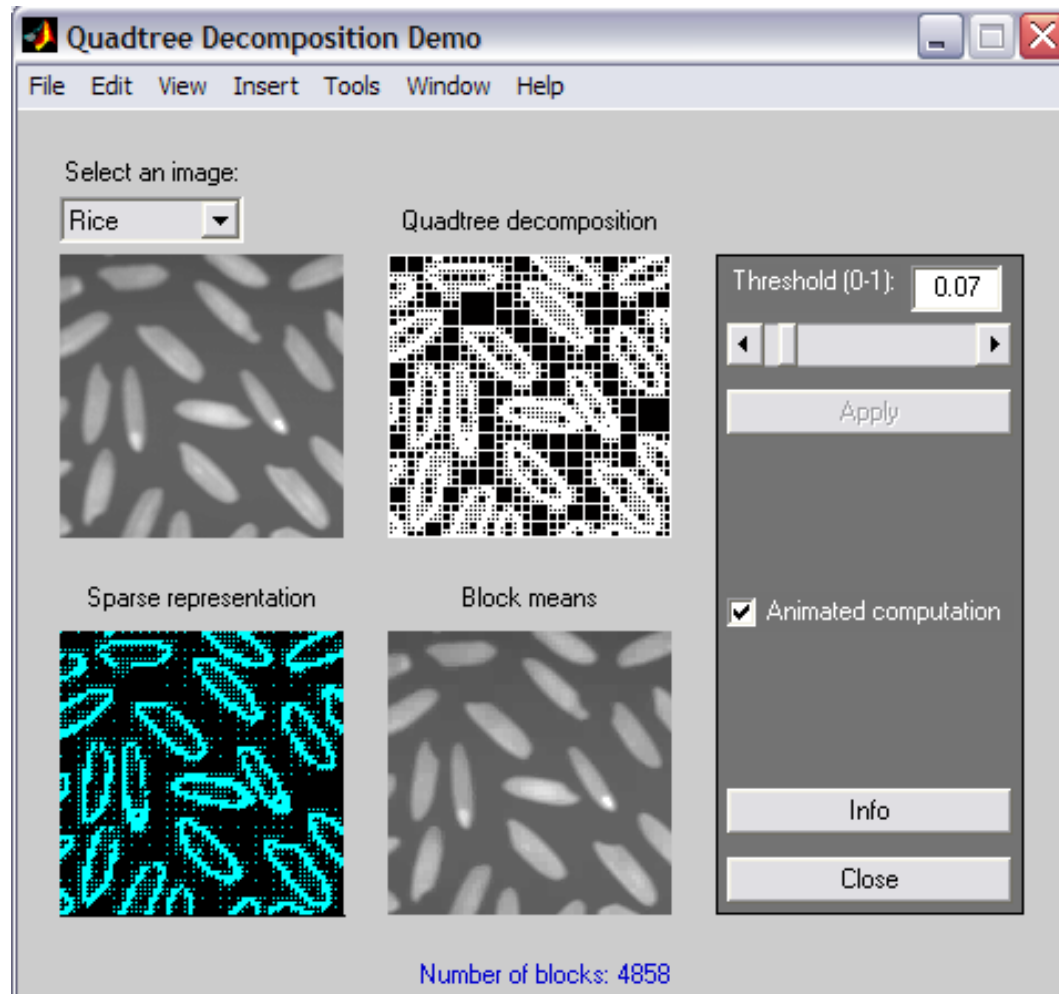 Quadtree Decomposition Demo
File Edit View Insert Tools Window Help
Select an image:
Rice
Quadtree decomposition
Threshold (0-1): 0.07
Apply
Sparse representation
Block means
Animated computation
Info
Close
Number of blocks: 4858